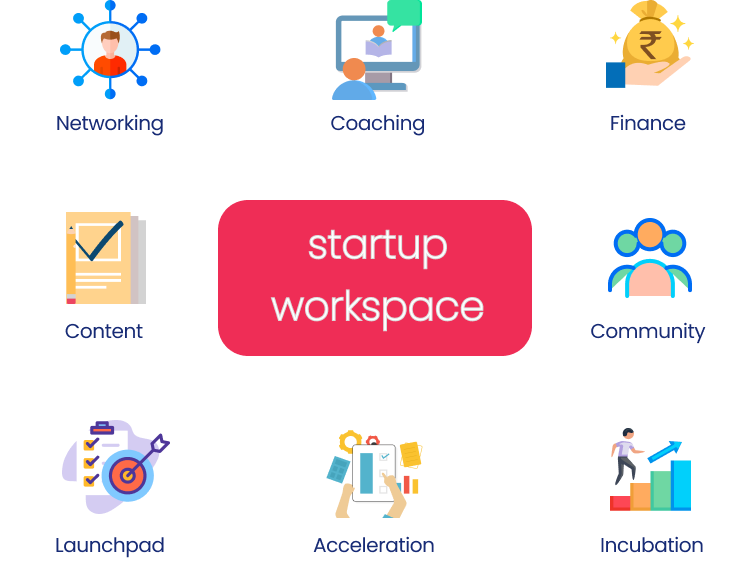 ₹
Networking
Coaching
Finance
startup
workspace
Content
Community
Launchpad
Acceleration
Incubation